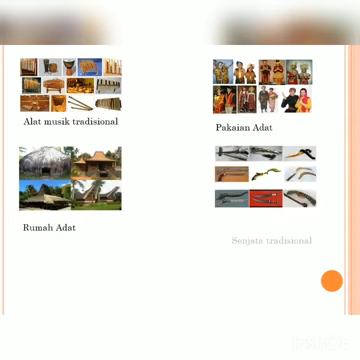 Alat musik tradisional
Pakaian Adat
Rumah Adat
Senjata tradisional